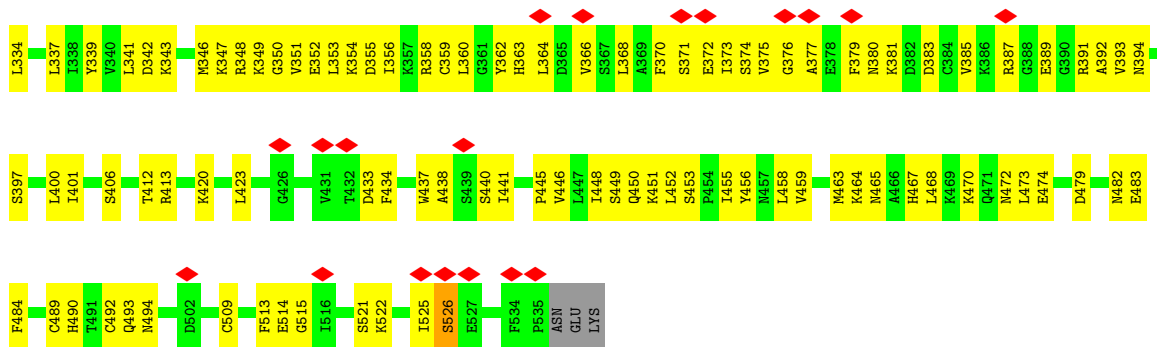 L334 L337 I338 Y339 V340 L341 D342 K343 M346 K347 R348 K349 G350 V351 E352 L353 K354 D355 I356 K357 R358 C359 L360 G361 Y362 H363 L364 D365 V366 S367 L368 A369 F370 S371 E372 I373 S374 V375 G376 A377 E378 F379 N380 K381 D382 D383 C384 V385 K386 R387 G388 E389 G390 R391 A392 V393 N394
S397 L400 I401 S406 T412 R413 K420 L423 G426 V431 T432 D433 F434 W437 A438 S439 S440 I441 P445 V446 L447 I448 S449 Q450 K451 L452 S453 P454 I455 Y456 N457 L458 V459 M463 K464 N465 A466 H467 L468 K469 K470 Q471 N472 L473 E474 D479 N482 E483
F484 C489 H490 T491 C492 Q493 N494 D502 C509 F513 E514 G515 I516 S521 K522 I525 S526 E527 F534 P535 ASN GLU LYS